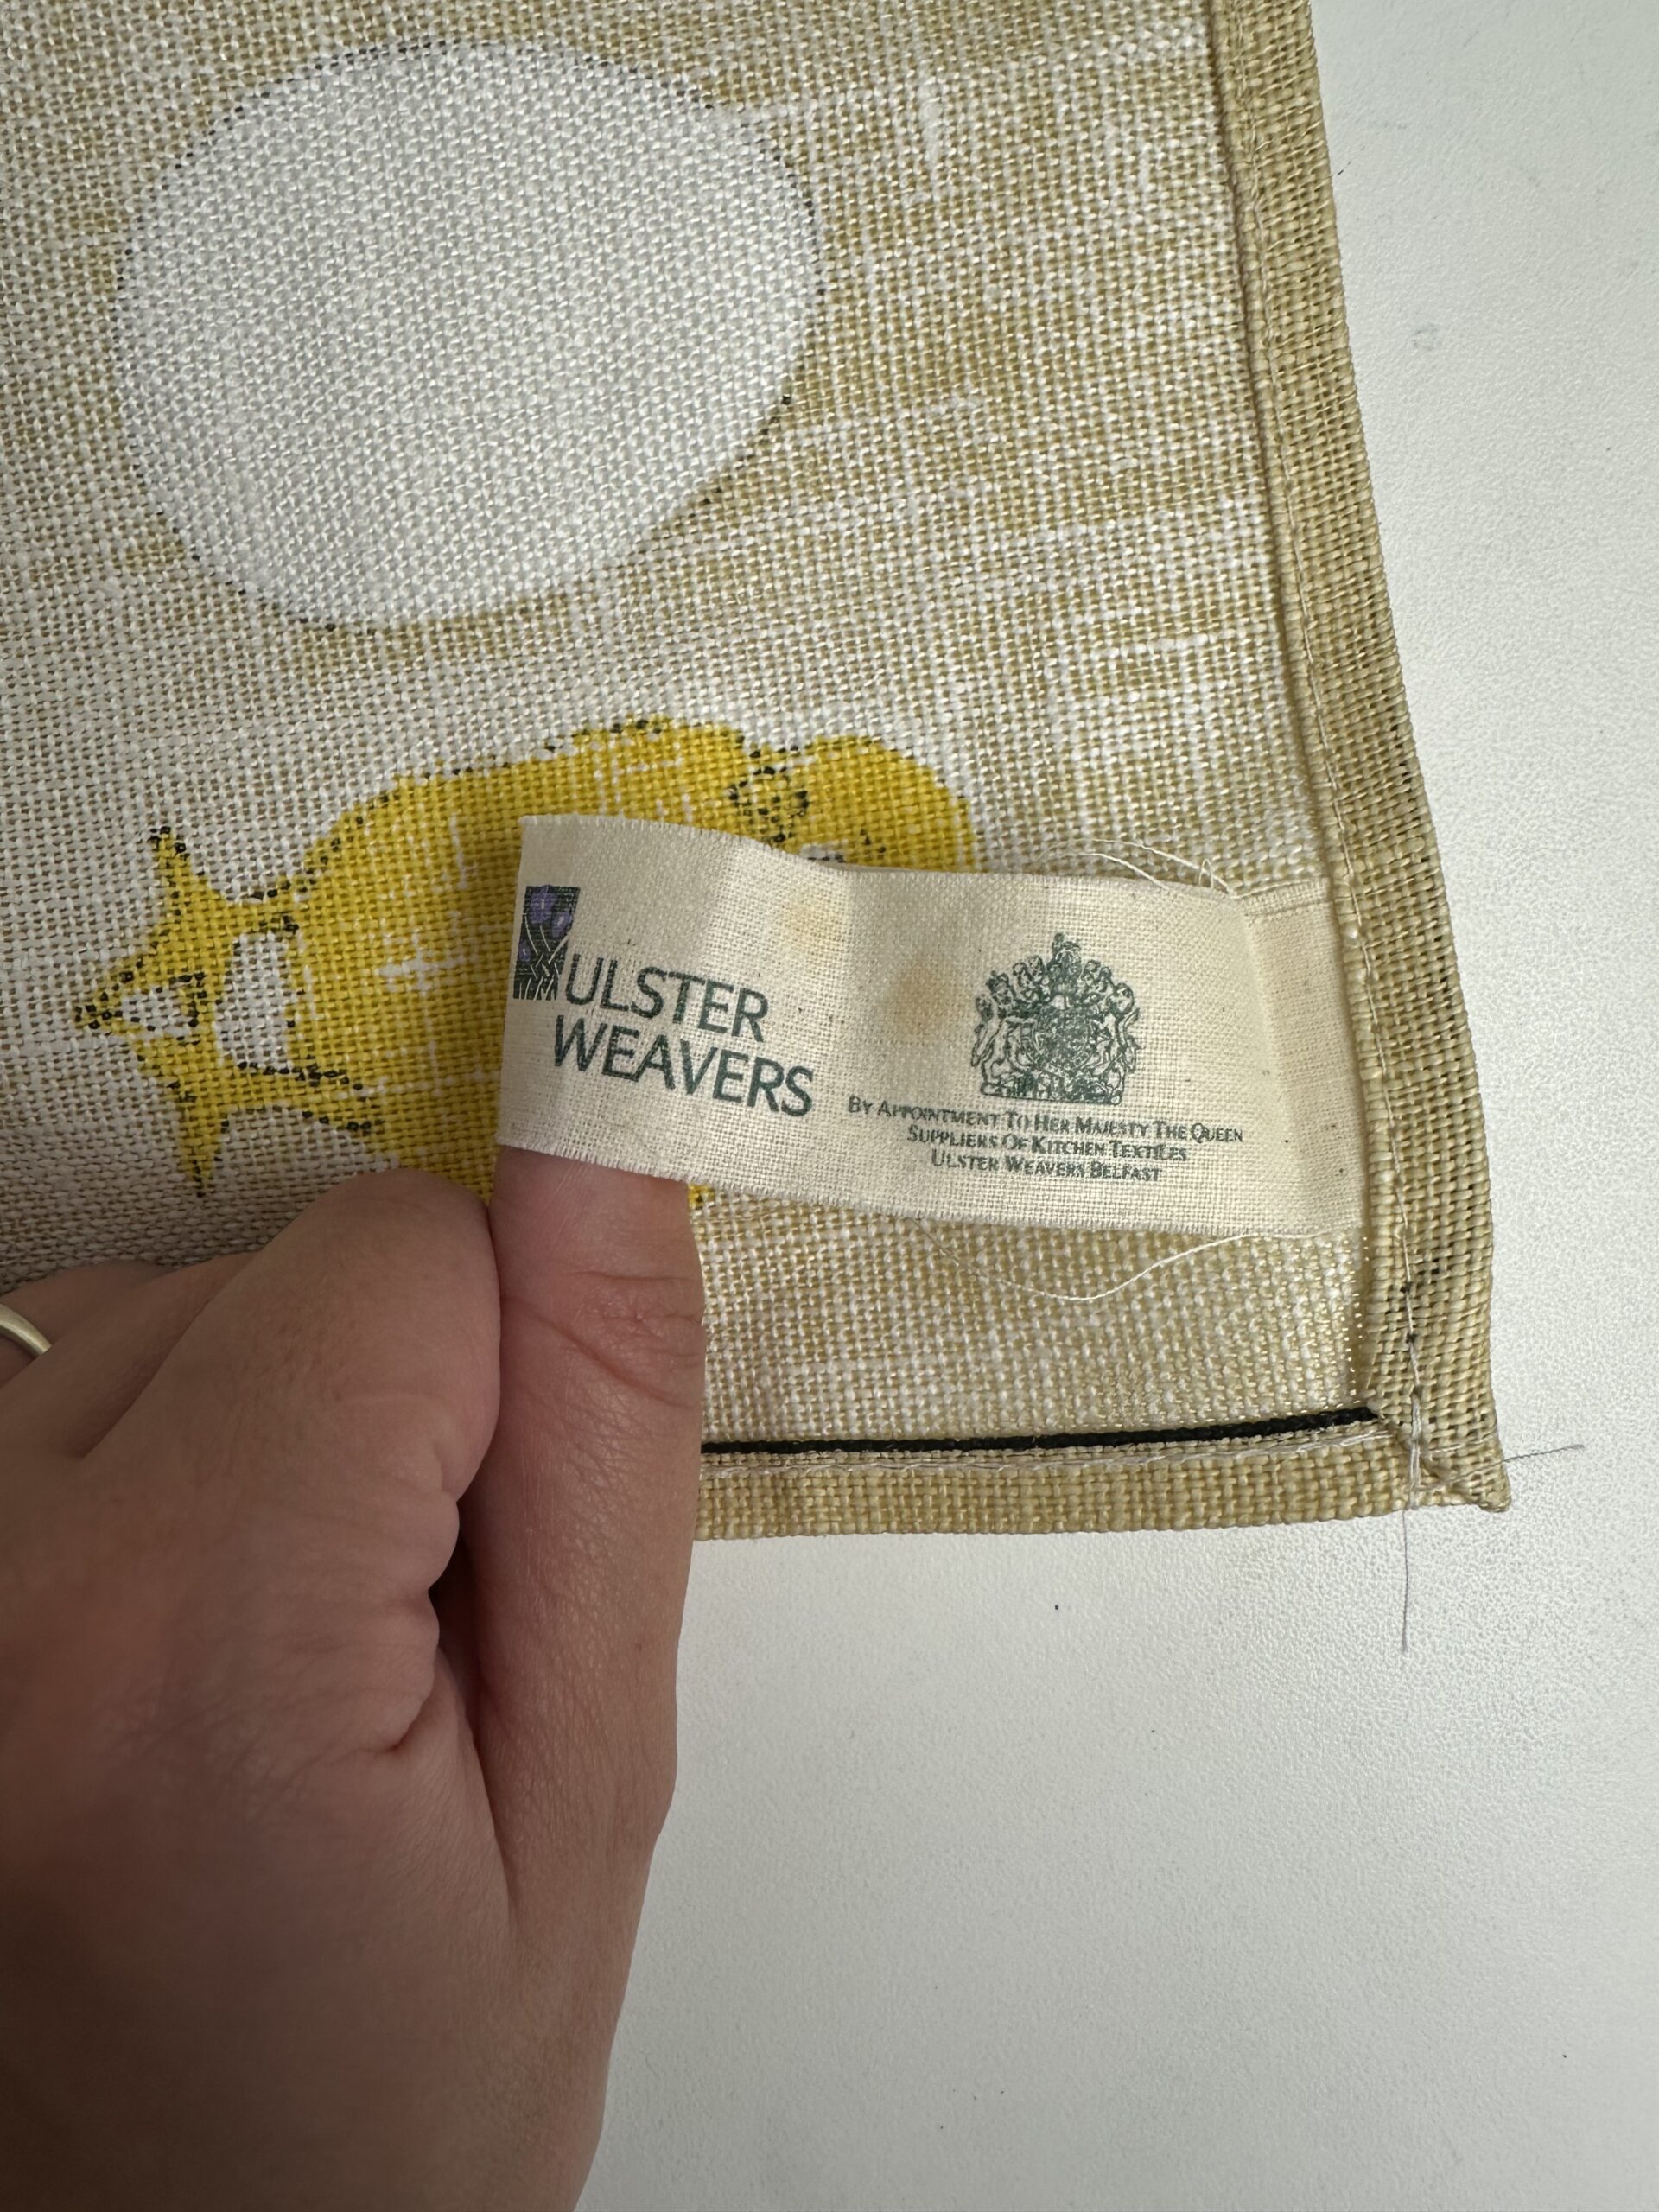 ULSTER
WEAVERS
BY APPOINTMENT TO HER MAJESTY THE QUEEN
SUPPLIERS OF KITCHEN TEXTILES
ULSTER WEAVERS BELFAST